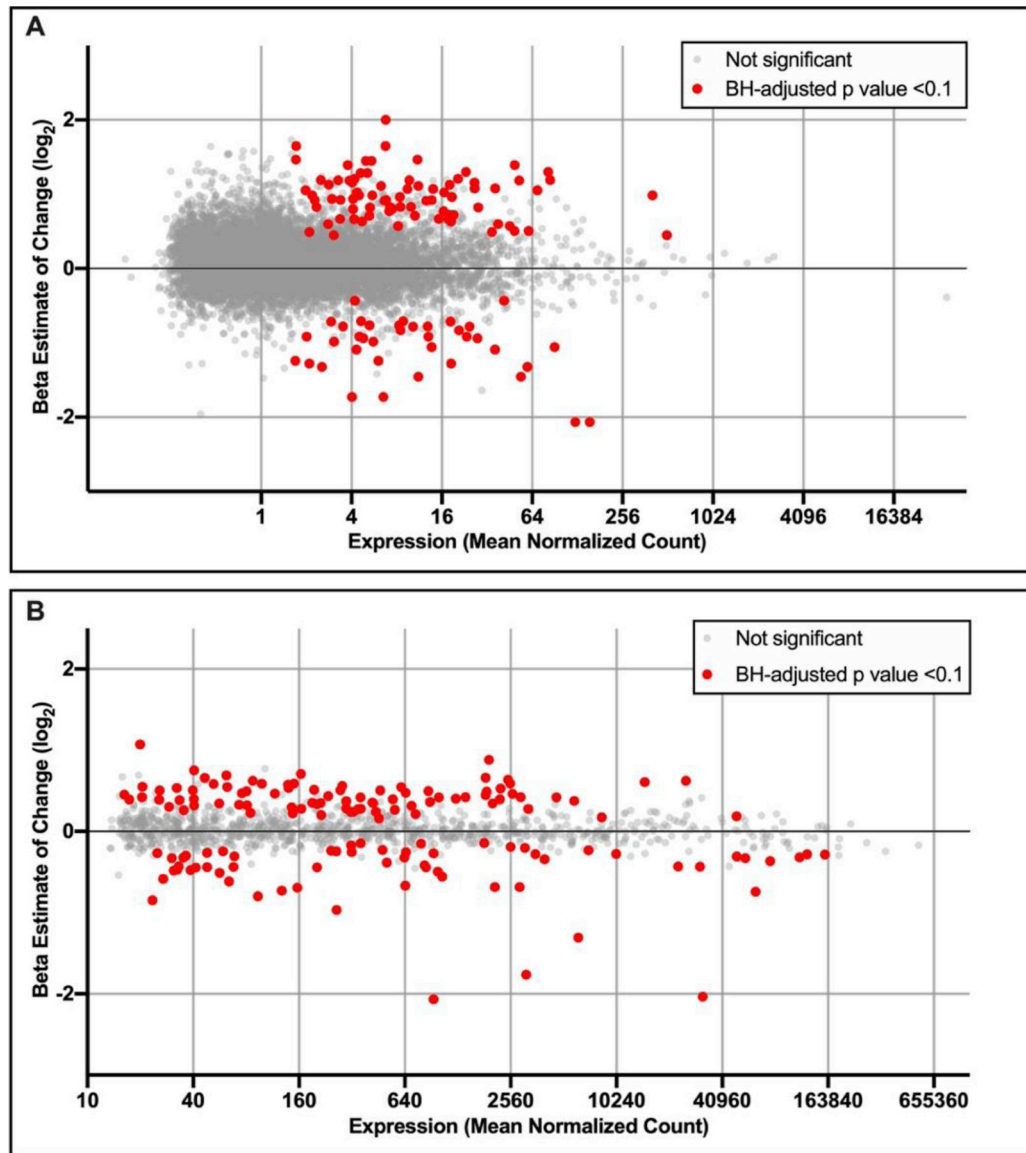 A
Not significant
BH-adjusted p value <0.1
2
0
-2
Beta Estimate of Change (log2)
1 4 16 64 256 1024 4096 16384
Expression (Mean Normalized Count)
B
Not significant
BH-adjusted p value <0.1
2
0
-2
Beta Estimate of Change (log2)
10 40 160 640 2560 10240 40960 163840 655360
Expression (Mean Normalized Count)